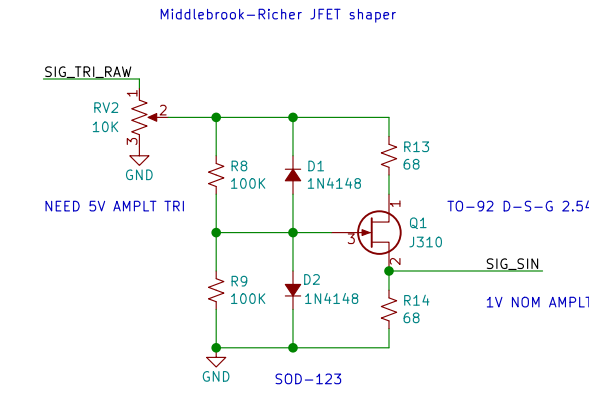 Middlebrook-Richer JFET shaper
SIG_TRI_RAW
1
RV2
2
10K
3
GND
R8
100K
D1
1N4148
R13
68
NEED 5V AMPLT TRI
1
TO-92 D-S-G 2.54
Q1
3
J310
2
SIG_SIN
R9
100K
D2
1N4148
R14
68
1V NOM AMPLT
GND
SOD-123